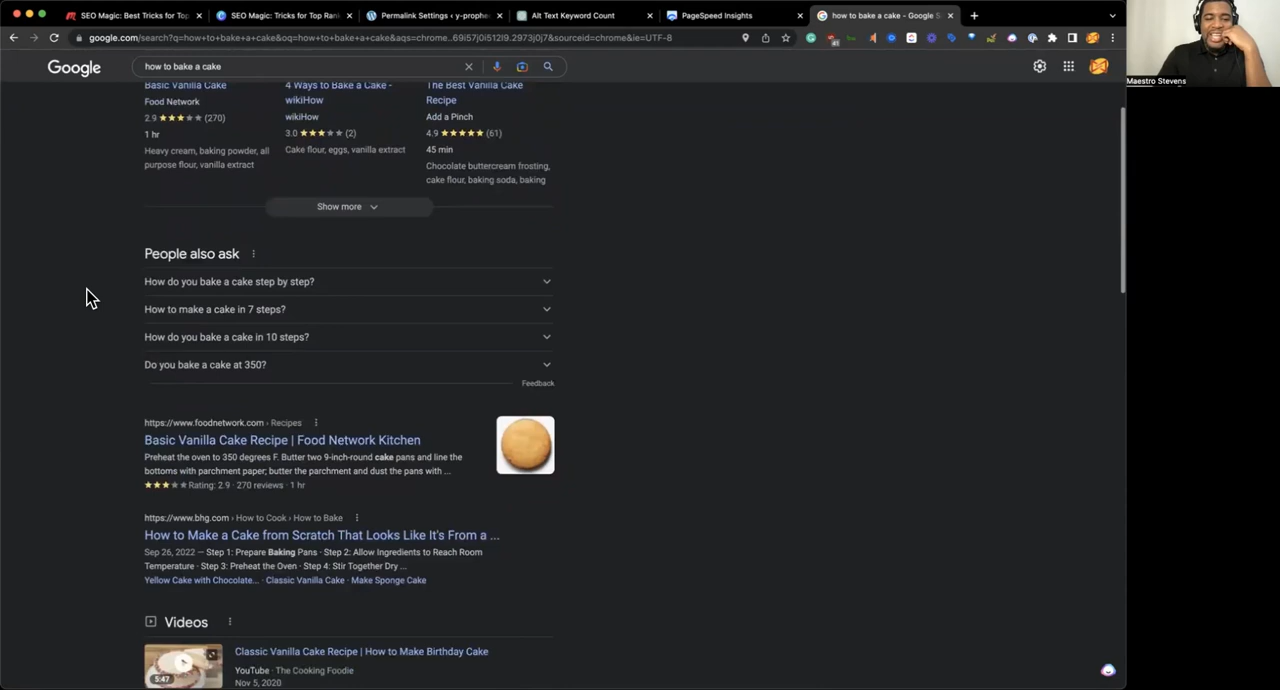 SEO Magic: Best Tricks for Top
SEO Magic: Tricks for Top Ran
Permalink Settings ‹ y-prophe
Alt Text Keyword Count
PageSpeed Insights
how to bake a cake - Google S
google.com/search?q=how+to+bake+a+cake&oq=how+to+bake+a+cake&aqs=chrome..69i57j0i512l9.2973j0j7&sourceid=chrome&ie=UTF-8
Google
how to bake a cake
Maestro Stevens
Basic Vanilla Cake
Food Network
2.9 (270)
1 hr
Heavy cream, baking powder, all
purpose flour, vanilla extract
4 Ways to Bake a Cake -
wikiHow
wikiHow
3.0 (2)
Cake flour, eggs, vanilla extract
The Best Vanilla Cake
Recipe
Add a Pinch
4.9 (61)
45 min
Chocolate buttercream frosting,
cake flour, baking soda, baking
Show more
People also ask
How do you bake a cake step by step?
How to make a cake in 7 steps?
How do you bake a cake in 10 steps?
Do you bake a cake at 350?
Feedback
https://www.foodnetwork.com › Recipes
Basic Vanilla Cake Recipe | Food Network Kitchen
Preheat the oven to 350 degrees F. Butter two 9-inch-round cake pans and line the
bottoms with parchment paper; butter the parchment and dust the pans with ...
Rating: 2.9 · 270 reviews · 1 hr
https://www.bhg.com › How to Cook › How to Bake
How to Make a Cake from Scratch That Looks Like It's From a ...
Sep 26, 2022 — Step 1: Prepare Baking Pans · Step 2: Allow Ingredients to Reach Room
Temperature · Step 3: Preheat the Oven · Step 4: Stir Together Dry ...
Yellow Cake with Chocolate... · Classic Vanilla Cake · Make Sponge Cake
Videos
Classic Vanilla Cake Recipe | How to Make Birthday Cake
YouTube · The Cooking Foodie
Nov 5, 2020
5:47